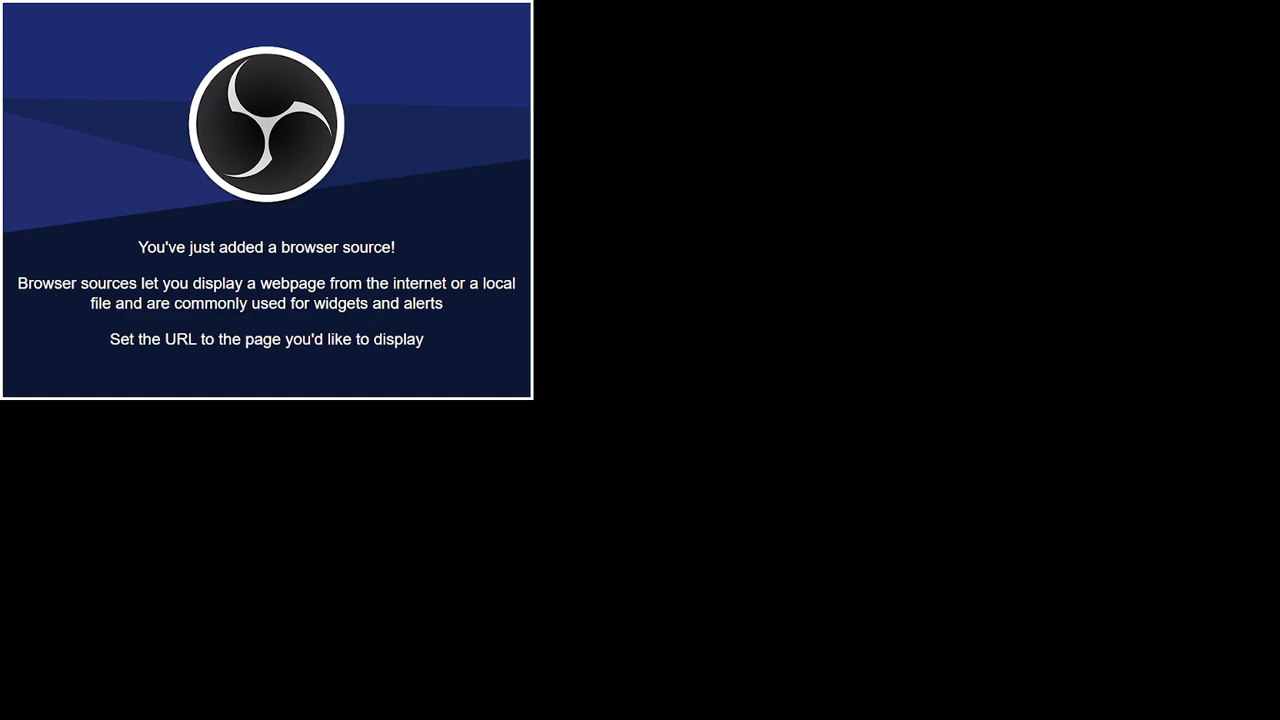 You've just added a browser source!
Browser sources let you display a webpage from the internet or a local
file and are commonly used for widgets and alerts
Set the URL to the page you'd like to display